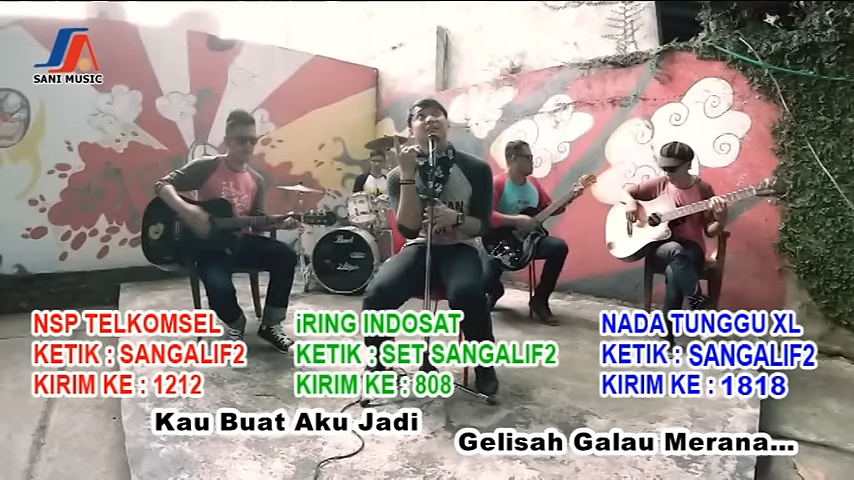 SANI MUSIC
NSP TELKOMSEL
KETIK : SANGALIF2
KIRIM KE : 1212
iRING INDOSAT
KETIK : SET SANGALIF2
KIRIM KE : 808
NADA TUNGGU XL
KETIK : SANGALIF2
KIRIM KE : 1818
Kau Buat Aku Jadi
Gelisah Galau Merana...